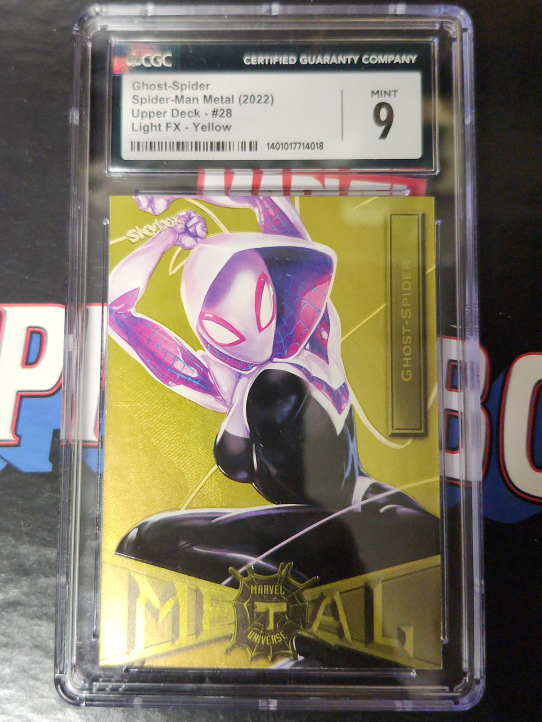 CGC
CERTIFIED GUARANTY COMPANY
Ghost-Spider
Spider-Man Metal (2022)
Upper Deck - #28
Light FX - Yellow
MINT
9
1401017714018
skybox
GHOST-SPIDER
METAL
MARVEL
UNIVERSE